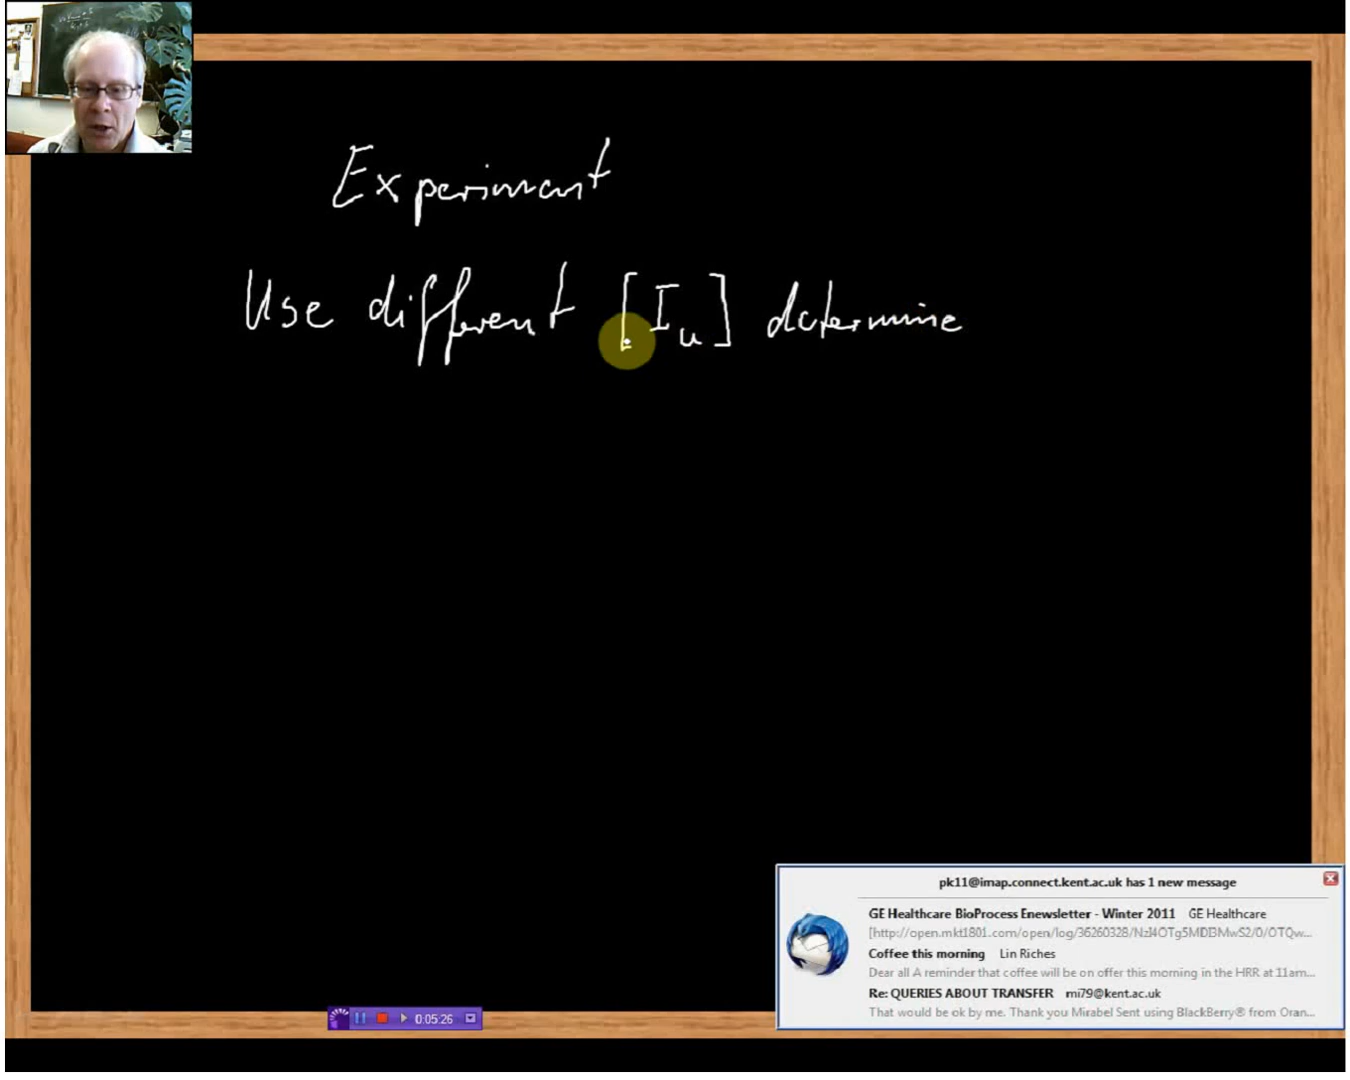 Experiment
Use different [Iu] determine
pk11@imap.connect.kent.ac.uk has 1 new message
GE Healthcare BioProcess Enewsletter - Winter 2011 GE Healthcare
Coffee this morning Lin Riches
Dear all A reminder that coffee will be on offer this morning in the HRR at 11am...
Re: QUERIES ABOUT TRANSFER mi79@kent.ac.uk
That would be ok by me. Thank you Mirabel Sent using BlackBerry® from Oran...
0:05:26